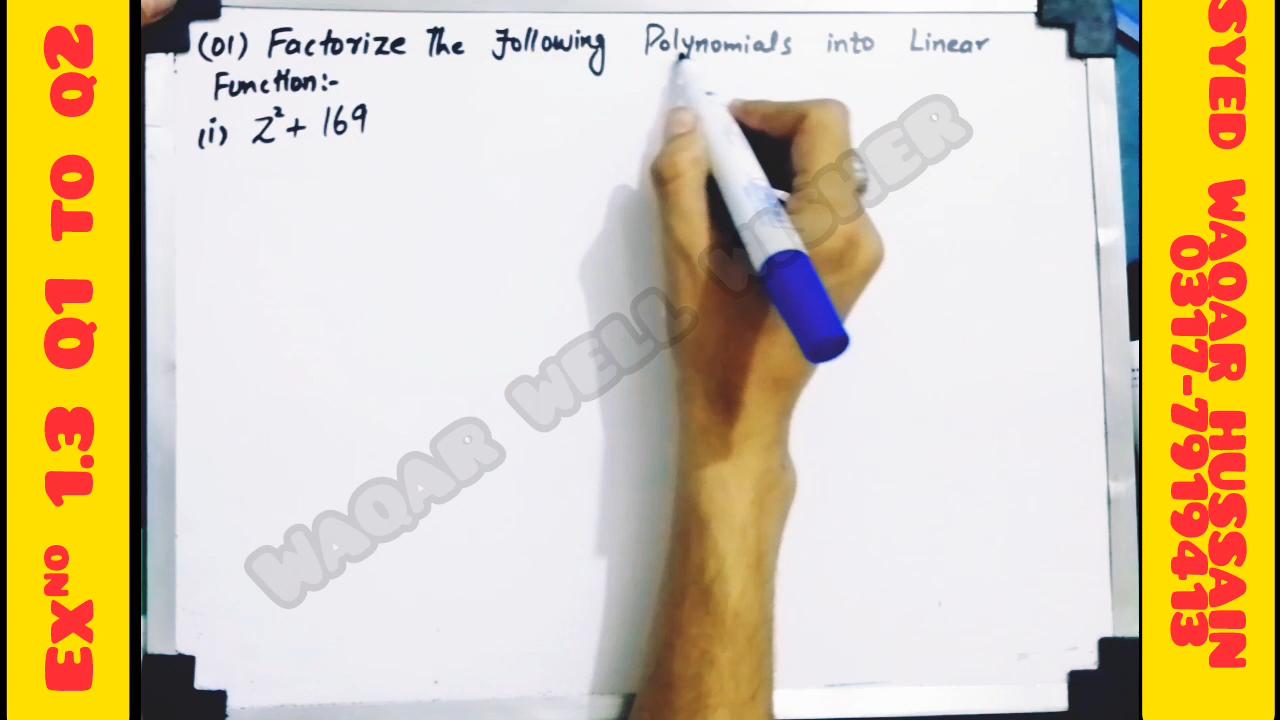 EXNO 1.3 Q1 TO Q2
(01) Factorize The Following Polynomials into Linear
Function:-
(i) Z² + 169
WAQAR WELL WISHER
SYED WAQAR HUSSAIN
0317-7919413